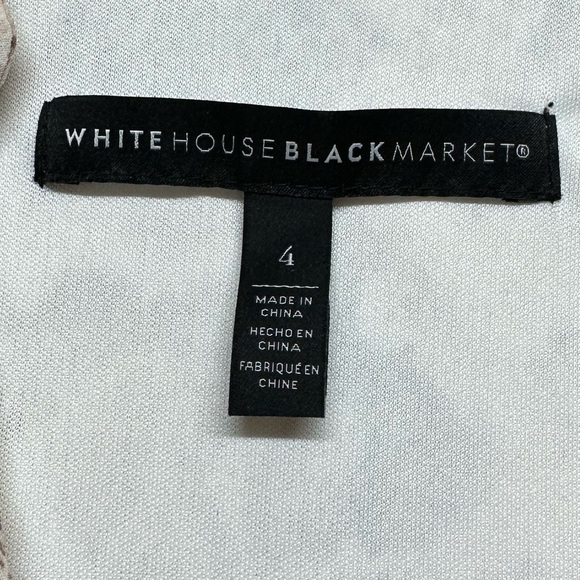 WHITE HOUSE BLACK MARKET®
4
MADE IN
CHINA
HECHO EN
CHINA
FABRIQUÉ EN
CHINE